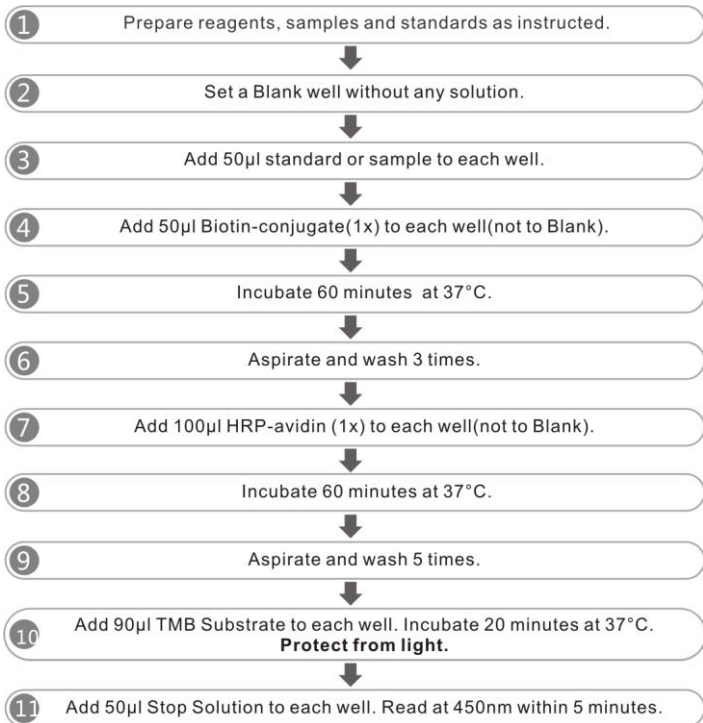 1 Prepare reagents, samples and standards as instructed.
2 Set a Blank well without any solution.
3 Add 50μl standard or sample to each well.
4 Add 50μl Biotin-conjugate(1x) to each well(not to Blank).
5 Incubate 60 minutes at 37°C.
6 Aspirate and wash 3 times.
7 Add 100μl HRP-avidin (1x) to each well(not to Blank).
8 Incubate 60 minutes at 37°C.
9 Aspirate and wash 5 times.
10 Add 90μl TMB Substrate to each well. Incubate 20 minutes at 37°C.
Protect from light.
11 Add 50μl Stop Solution to each well. Read at 450nm within 5 minutes.